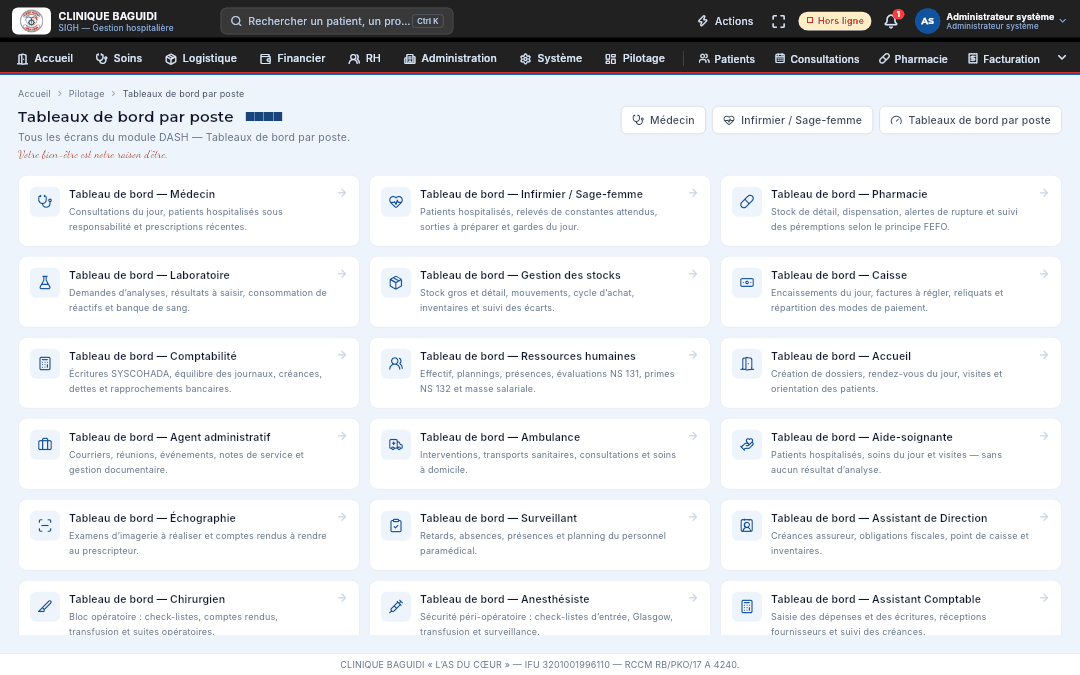 CLINIQUE BAGUIDI
SIGH — Gestion hospitalière
Rechercher un patient, un pro... Ctrl K
Actions
Hors ligne
1
AS
Administrateur système
Administrateur système
Accueil Soins Logistique Financier RH Administration Système Pilotage Patients Consultations Pharmacie Facturation
Accueil > Pilotage > Tableaux de bord par poste
Tableaux de bord par poste
Tous les écrans du module DASH — Tableaux de bord par poste.
Votre bien-être est notre raison d'être.
Médecin
Infirmier / Sage-femme
Tableaux de bord par poste
Tableau de bord — Médecin
Consultations du jour, patients hospitalisés sous
responsabilité et prescriptions récentes.
Tableau de bord — Infirmier / Sage-femme
Patients hospitalisés, relevés de constantes attendus,
sorties à préparer et gardes du jour.
Tableau de bord — Pharmacie
Stock de détail, dispensation, alertes de rupture et suivi
des péremptions selon le principe FEFO.
Tableau de bord — Laboratoire
Demandes d'analyses, résultats à saisir, consommation de
réactifs et banque de sang.
Tableau de bord — Gestion des stocks
Stock gros et détail, mouvements, cycle d'achat,
inventaires et suivi des écarts.
Tableau de bord — Caisse
Encaissements du jour, factures à régler, reliquats et
répartition des modes de paiement.
Tableau de bord — Comptabilité
Écritures SYSCOHADA, équilibre des journaux, créances,
dettes et rapprochements bancaires.
Tableau de bord — Ressources humaines
Effectif, plannings, présences, évaluations NS 131, primes
NS 132 et masse salariale.
Tableau de bord — Accueil
Création de dossiers, rendez-vous du jour, visites et
orientation des patients.
Tableau de bord — Agent administratif
Courriers, réunions, événements, notes de service et
gestion documentaire.
Tableau de bord — Ambulance
Interventions, transports sanitaires, consultations et soins
à domicile.
Tableau de bord — Aide-soignante
Patients hospitalisés, soins du jour et visites — sans
aucun résultat d'analyse.
Tableau de bord — Échographie
Examens d'imagerie à réaliser et comptes rendus à rendre
au prescripteur.
Tableau de bord — Surveillant
Retards, absences, présences et planning du personnel
paramédical.
Tableau de bord — Assistant de Direction
Créances assureur, obligations fiscales, point de caisse et
inventaires.
Tableau de bord — Chirurgien
Bloc opératoire : check-listes, comptes rendus,
transfusion et suites opératoires.
Tableau de bord — Anesthésiste
Sécurité péri-opératoire : check-listes d'entrée, Glasgow,
transfusion et surveillance.
Tableau de bord — Assistant Comptable
Saisie des dépenses et des écritures, réceptions
fournisseurs et suivi des créances.
CLINIQUE BAGUIDI « L'AS DU CŒUR » — IFU 3201001996110 — RCCM RB/PKO/17 A 4240.